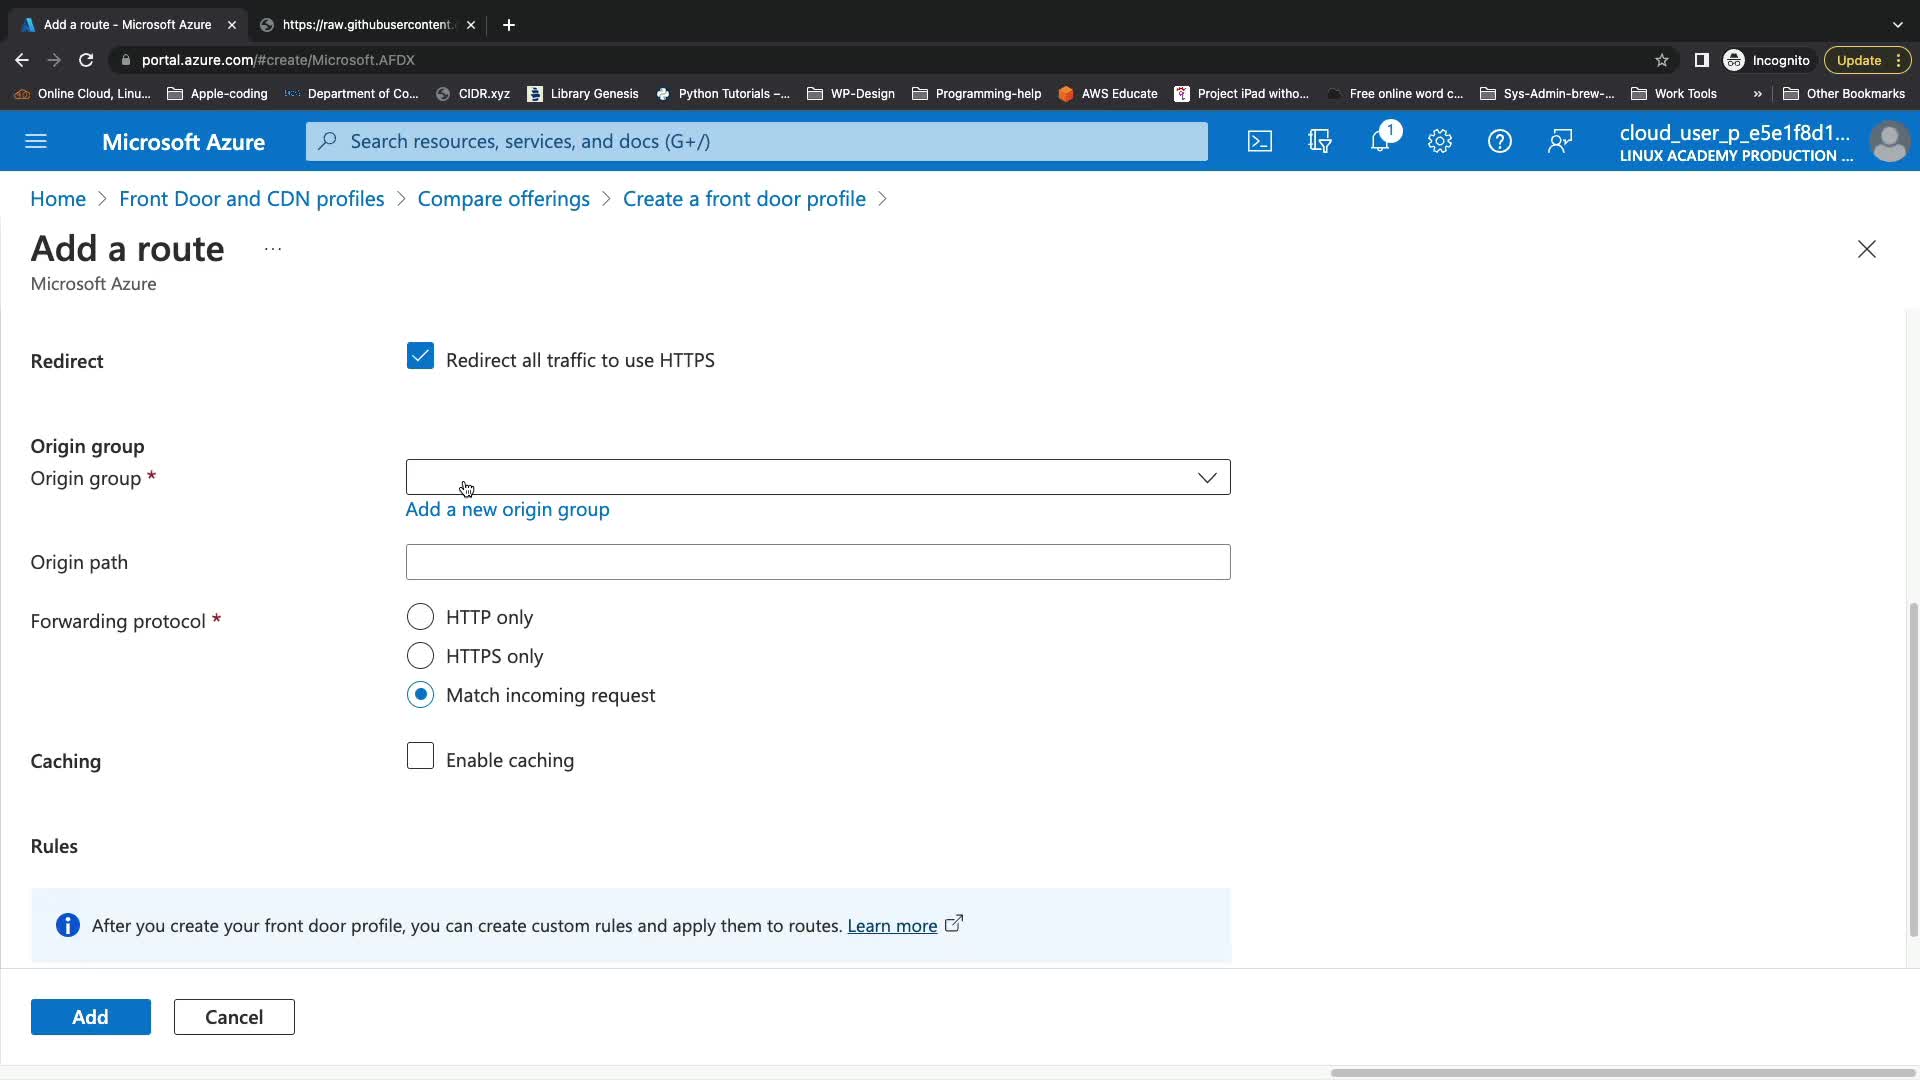 Add a route - Microsoft Azure
https://raw.githubusercontent.
portal.azure.com/#create/Microsoft.AFDX
Incognito
Update
Online Cloud, Linu...
Apple-coding
Department of Co...
CIDR.xyz
Library Genesis
Python Tutorials –...
WP-Design
Programming-help
AWS Educate
Project iPad witho...
Free online word c...
Sys-Admin-brew-...
Work Tools
»
Other Bookmarks
Microsoft Azure
Search resources, services, and docs (G+/)
1
cloud_user_p_e5e1f8d1...
LINUX ACADEMY PRODUCTION ...
Home > Front Door and CDN profiles > Compare offerings > Create a front door profile >
Add a route ...
Microsoft Azure
Redirect
Redirect all traffic to use HTTPS
Origin group
Origin group *
Add a new origin group
Origin path
Forwarding protocol *
HTTP only
HTTPS only
Match incoming request
Caching
Enable caching
Rules
After you create your front door profile, you can create custom rules and apply them to routes. Learn more
Add
Cancel